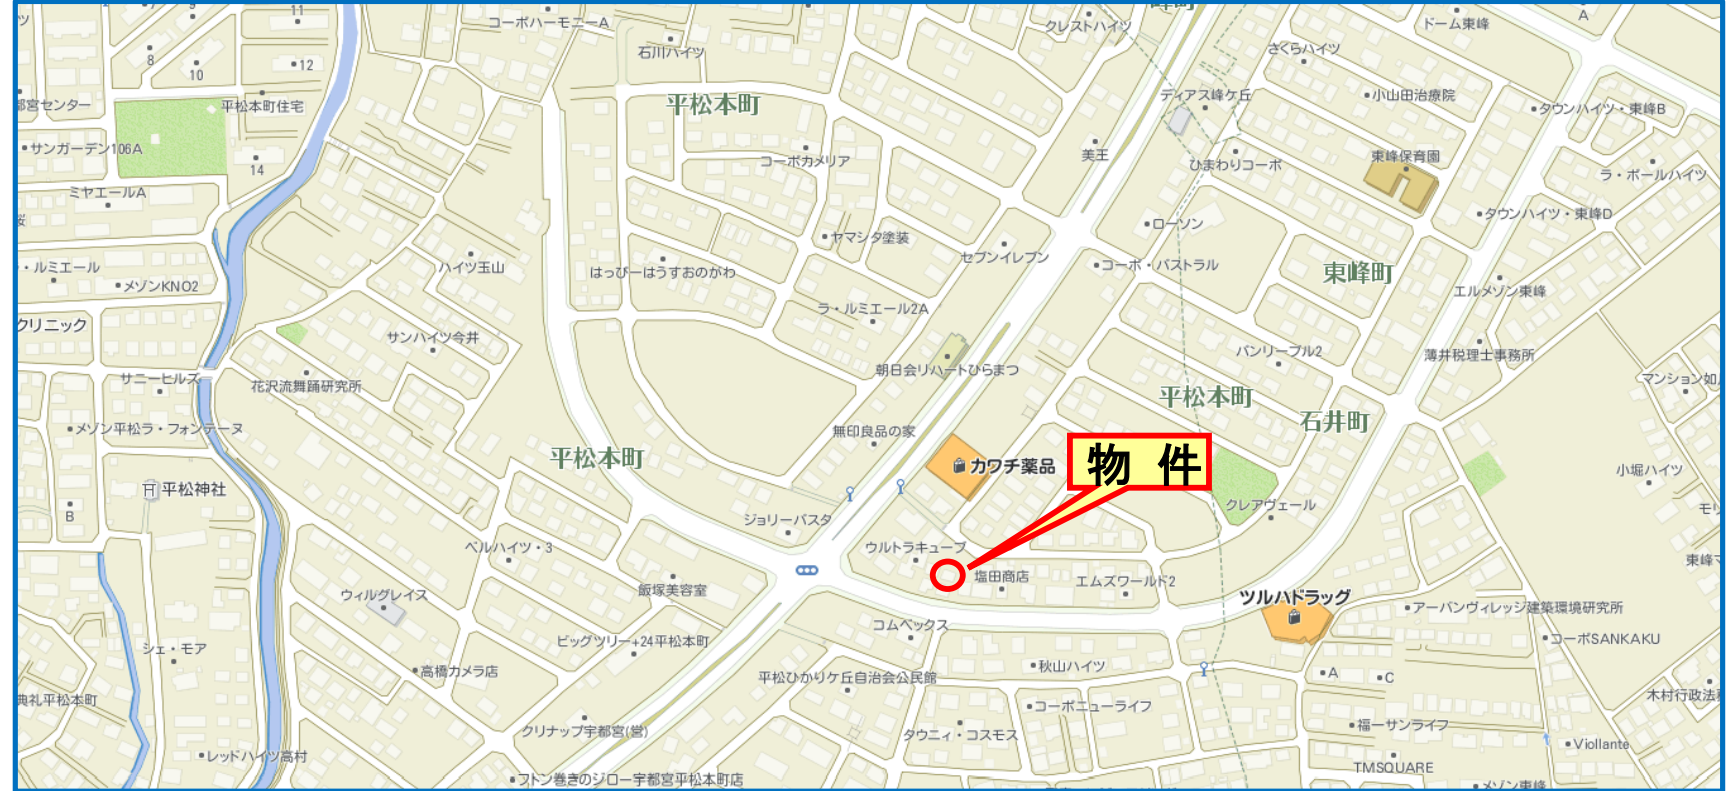 11
9
コーポハーモニーA
クレストハイツ
ドーム東峰
A
8
10
12
石川ハイツ
さくらハイツ
平松本町住宅
平松本町
ディアス峰ケ丘
小山田治療院
タウンハイツ・東峰B
サンガーデン106A
14
コーポカメリア
美王
ひまわりコーポ
東峰保育園
ラ・ポールハイツ
ミヤエールA
ローソン
タウンハイツ・東峰D
ヤマシタ塗装
セブンイレブン
コーポ・パストラル
東峰町
・ルミエール
ハイツ玉山
はっぴーはうすおのがわ
メゾンKNO2
エルメゾン東峰
ラ・ルミエール2A
クリニック
サンハイツ今井
バンリーブル2
薄井税理士事務所
朝日会リハートひらまつ
サニーヒルズ
花沢流舞踊研究所
平松本町
石井町
マンション如
メゾン平松ラ・フォンテーヌ
無印良品の家
平松本町
カワチ薬品
物 件
小堀ハイツ
平松神社
B
ジョリーパスタ
クレアヴェール
ベルハイツ・3
ウルトラキューブ
塩田商店
エムズワールド2
飯塚美容室
ウィルグレイス
ツルハドラッグ
アーバンヴィレッジ建築環境研究所
コムペックス
シェ・モア
ビッグツリー+24平松本町
コーポSANKAKU
高橋カメラ店
秋山ハイツ
平松ひかりケ丘自治会公民館
A
C
典礼平松本町
木村行政法
コーポニューライフ
福一サンライフ
クリナップ宇都宮(営)
タウニィ・コスモス
Viollante
レッドハイツ高村
TMSQUARE
フトン巻きのジロー宇都宮平松本町店
メゾン東峰